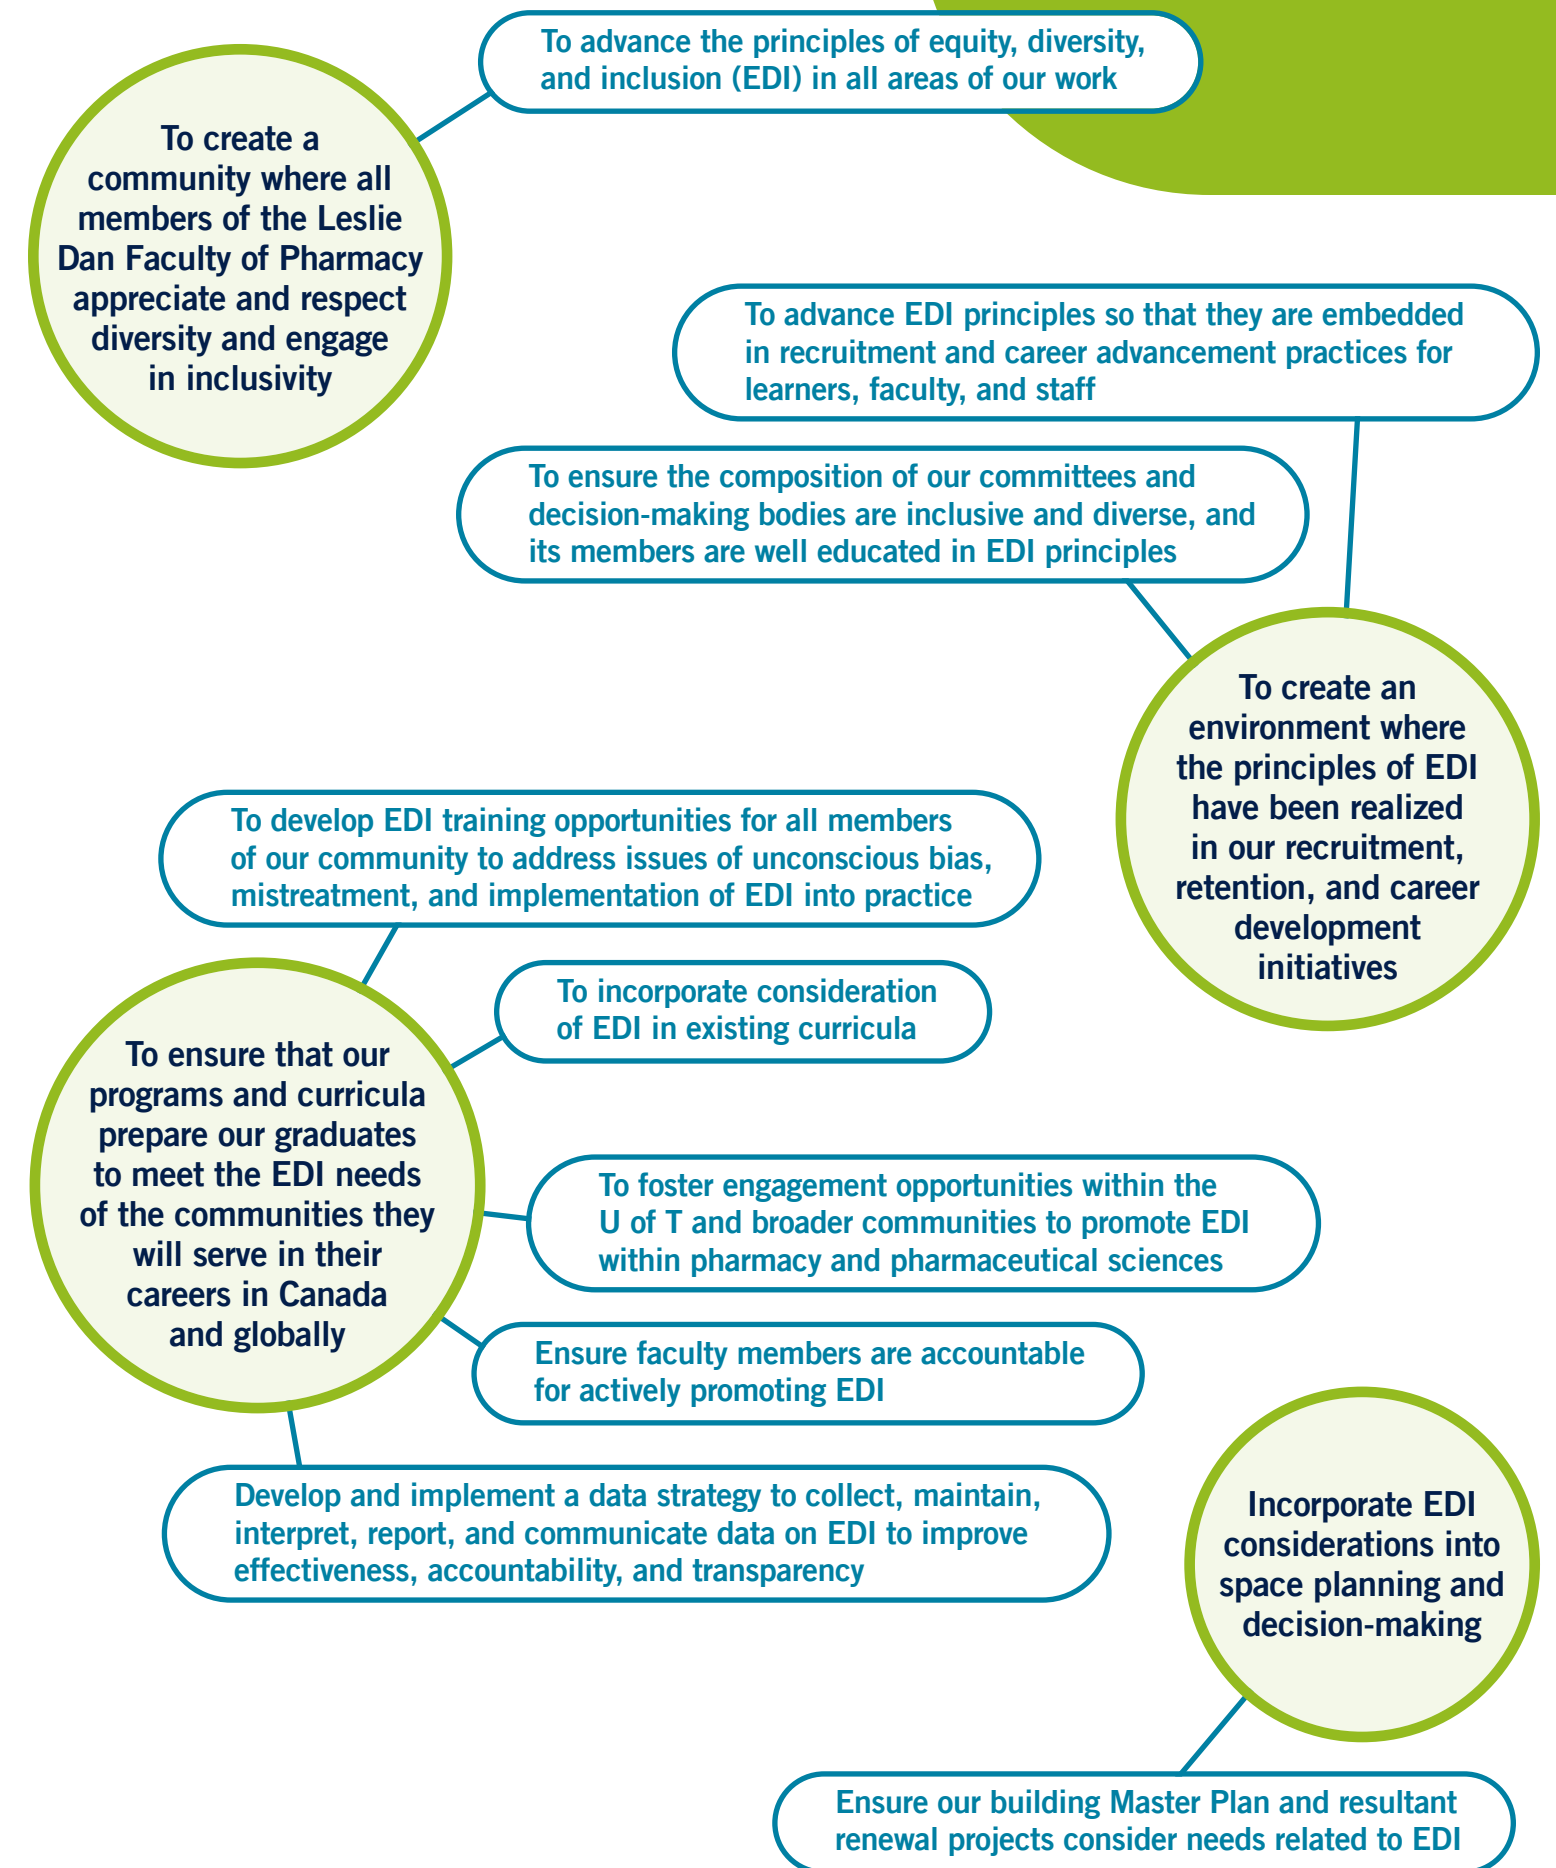 To advance the principles of equity, diversity,
and inclusion (EDI) in all areas of our work
To create a
community where all
members of the Leslie
Dan Faculty of Pharmacy
appreciate and respect
diversity and engage
in inclusivity
To advance EDI principles so that they are embedded
in recruitment and career advancement practices for
learners, faculty, and staff
To ensure the composition of our committees and
decision-making bodies are inclusive and diverse, and
its members are well educated in EDI principles
To create an
environment where
the principles of EDI
have been realized
in our recruitment,
retention, and career
development
initiatives
To develop EDI training opportunities for all members
of our community to address issues of unconscious bias,
mistreatment, and implementation of EDI into practice
To incorporate consideration
of EDI in existing curricula
To ensure that our
programs and curricula
prepare our graduates
to meet the EDI needs
of the communities they
will serve in their
careers in Canada
and globally
To foster engagement opportunities within the
U of T and broader communities to promote EDI
within pharmacy and pharmaceutical sciences
Ensure faculty members are accountable
for actively promoting EDI
Develop and implement a data strategy to collect, maintain,
interpret, report, and communicate data on EDI to improve
effectiveness, accountability, and transparency
Incorporate EDI
considerations into
space planning and
decision-making
Ensure our building Master Plan and resultant
renewal projects consider needs related to EDI